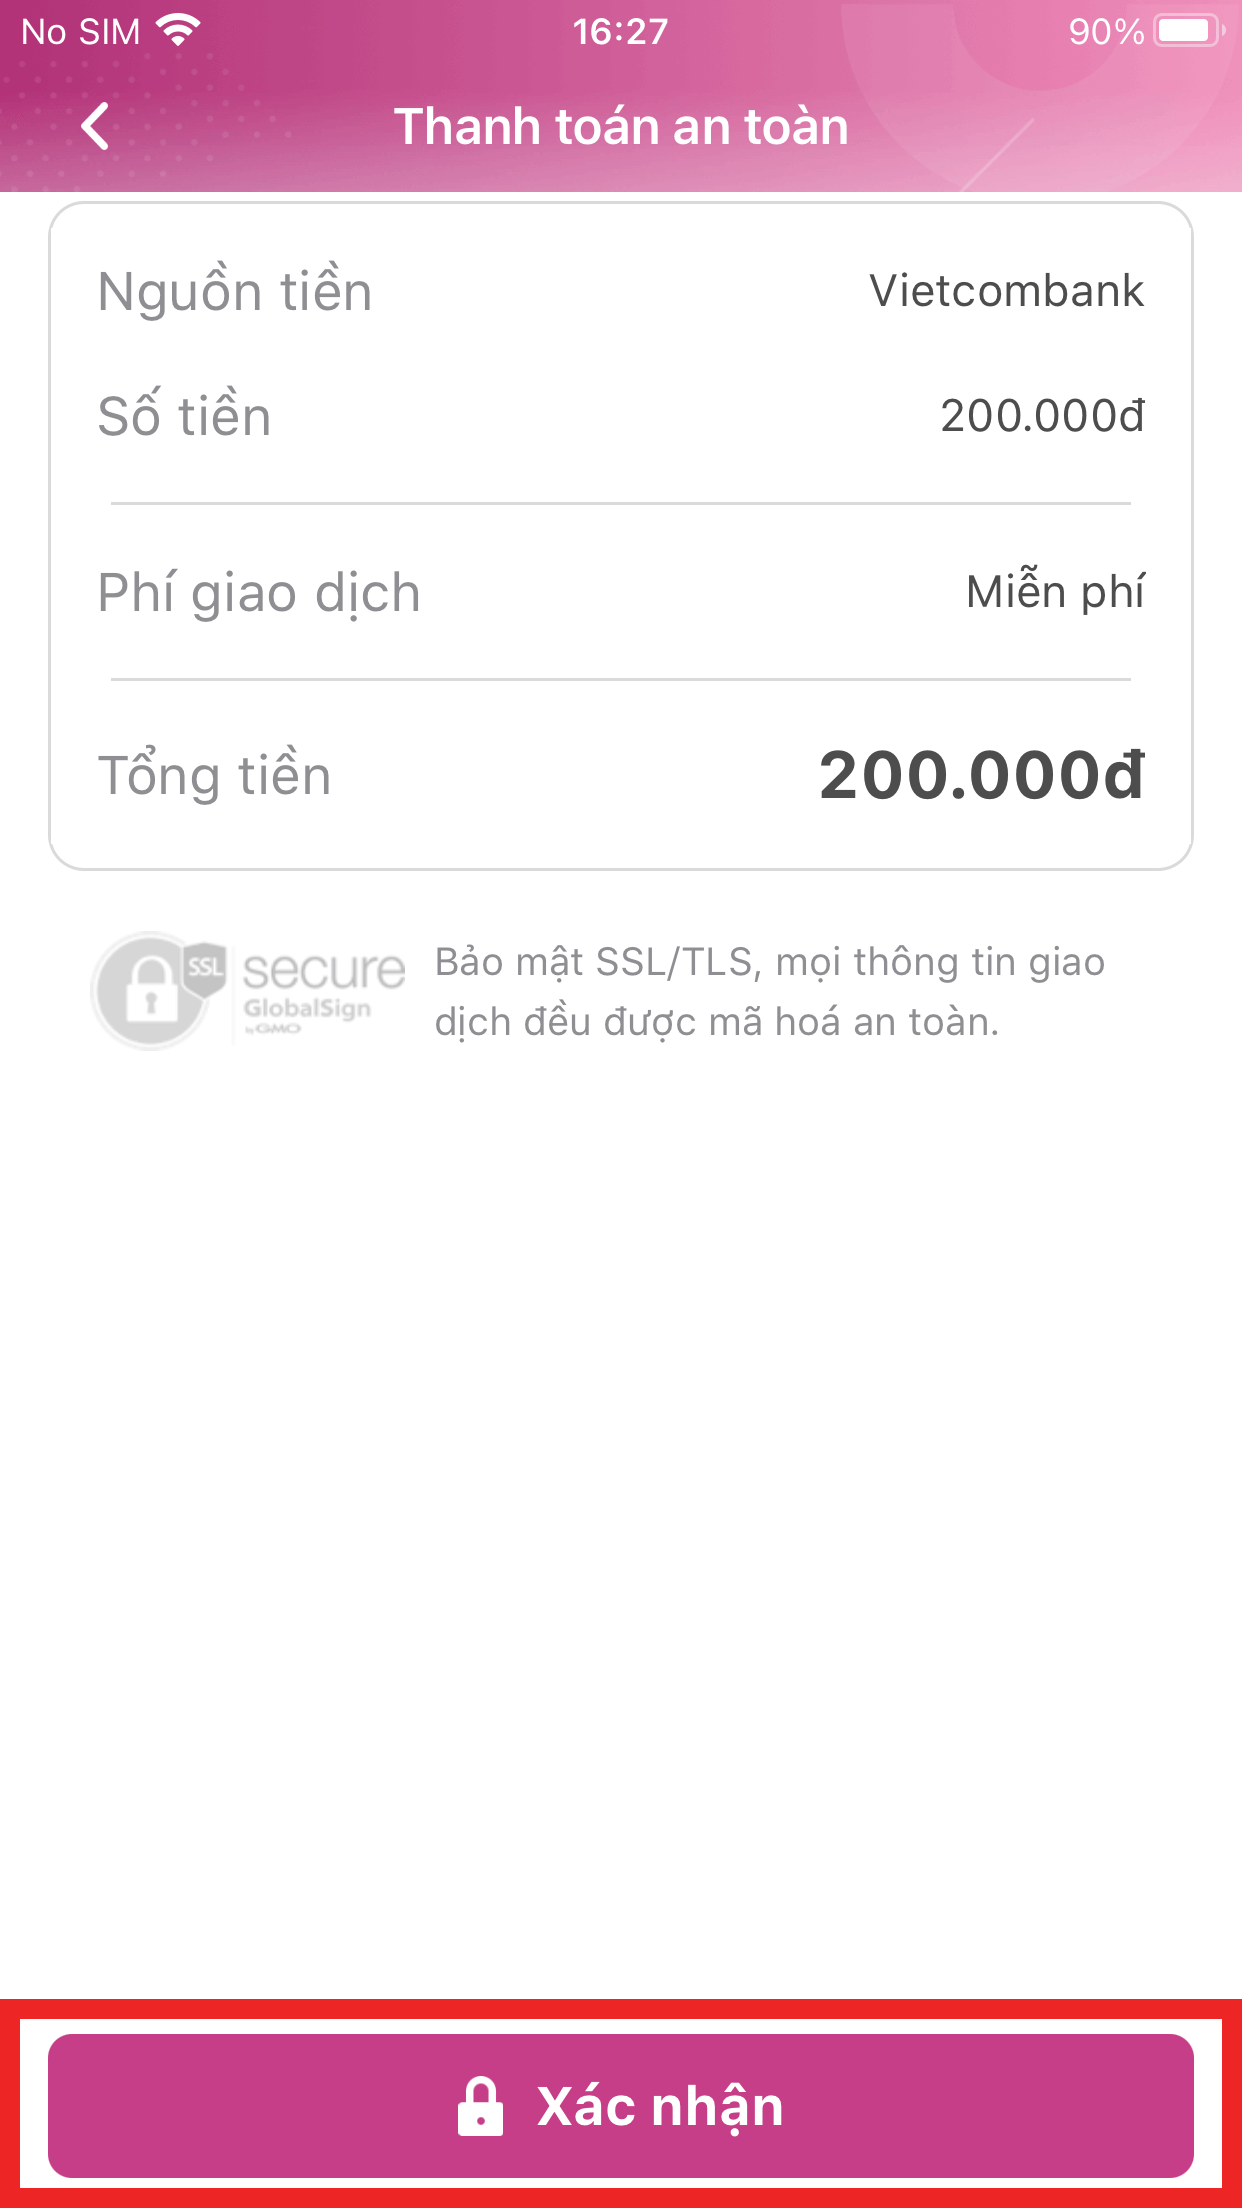 No SIM 16:27 90%
Thanh toán an toàn
Nguồn tiền Vietcombank
Số tiền 200.000đ
Phí giao dịch Miễn phí
Tổng tiền 200.000đ
SSL secure
GlobalSign
by GMO
Bảo mật SSL/TLS, mọi thông tin giao
dịch đều được mã hoá an toàn.
Xác nhận